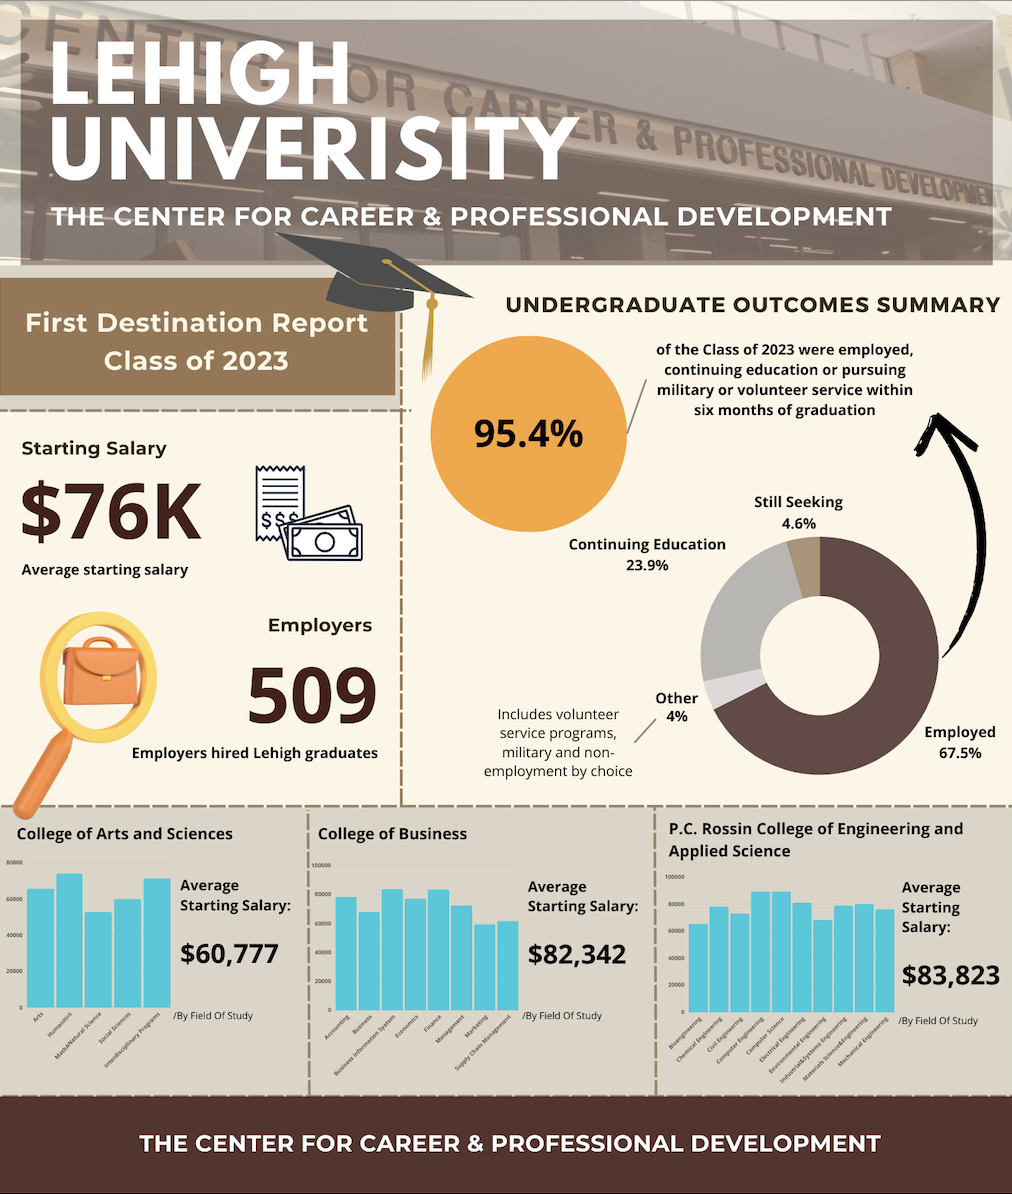 LEHIGH
UNIVERISITY
THE CENTER FOR CAREER & PROFESSIONAL DEVELOPMENT
CENTER FOR CAREER & PROFESSIONAL DEVELOPMENT
First Destination Report
Class of 2023
UNDERGRADUATE OUTCOMES SUMMARY
95.4%
of the Class of 2023 were employed,
continuing education or pursuing
military or volunteer service within
six months of graduation
Starting Salary
$76K
Average starting salary
$$$
Employers
509
Employers hired Lehigh graduates
Still Seeking
4.6%
Continuing Education
23.9%
Other
4%
Includes volunteer
service programs,
military and non-
employment by choice
Employed
67.5%
College of Arts and Sciences
80000
60000
40000
20000
0
Arts
Humanities
Math&Natural Science
Social Sciences
Interdisciplinary Programs
Average
Starting Salary:
$60,777
/By Field Of Study
College of Business
100000
80000
60000
40000
20000
0
Accounting
Business
Business Information System
Economics
Finance
Management
Marketing
Supply Chain Management
Average
Starting Salary:
$82,342
/By Field Of Study
P.C. Rossin College of Engineering and
Applied Science
100000
80000
60000
40000
20000
0
Bioengineering
Chemical Engineering
Civil Engineering
Computer Engineering
Computer Science
Electrical Engineering
Environmental Engineering
Industrial&Systems Engineering
Materials Science&Engineering
Mechanical Engineering
Average
Starting
Salary:
$83,823
/By Field Of Study
THE CENTER FOR CAREER & PROFESSIONAL DEVELOPMENT